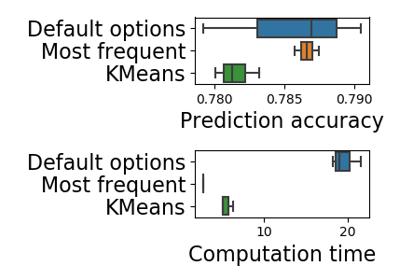 Default options
Most frequent
KMeans
0.780 0.785 0.790
Prediction accuracy
Default options
Most frequent
KMeans
10 20
Computation time